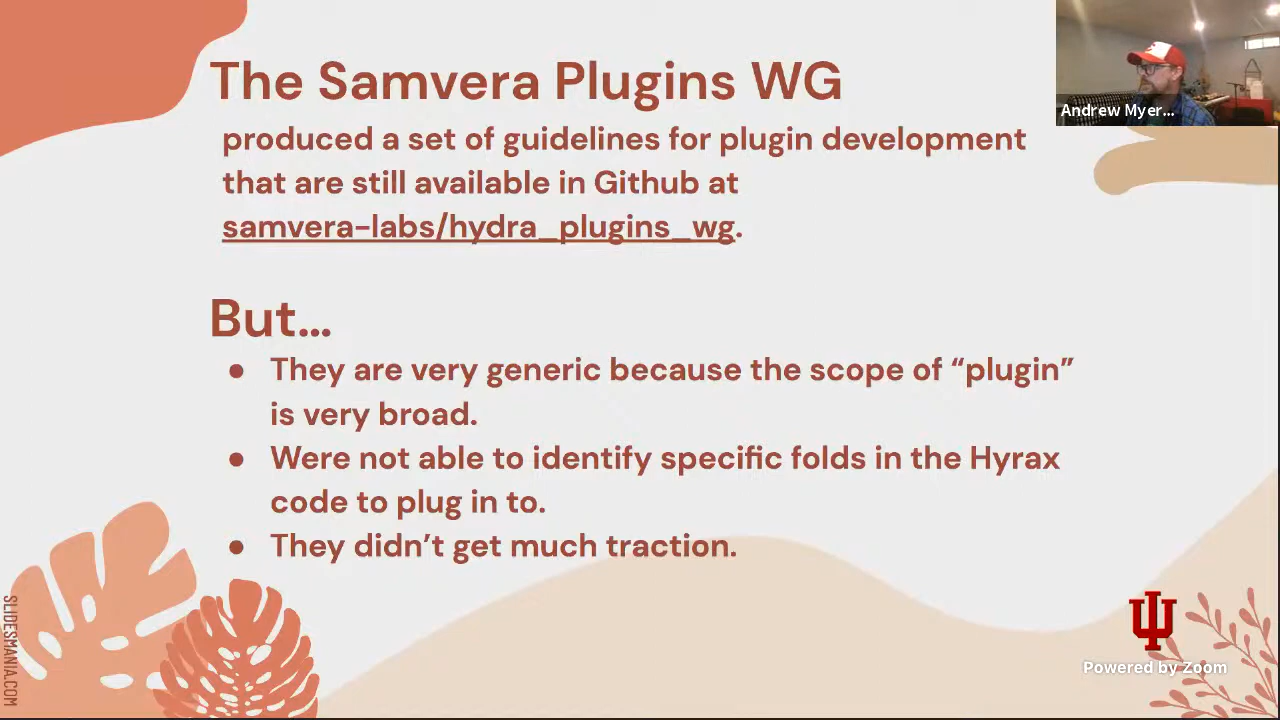 The Samvera Plugins WG
produced a set of guidelines for plugin development
that are still available in Github at
samvera-labs/hydra_plugins_wg.
But...
● They are very generic because the scope of “plugin”
is very broad.
● Were not able to identify specific folds in the Hyrax
code to plug in to.
● They didn’t get much traction.
Andrew Myer...
SLIDESMANIA.COM
Powered by Zoom